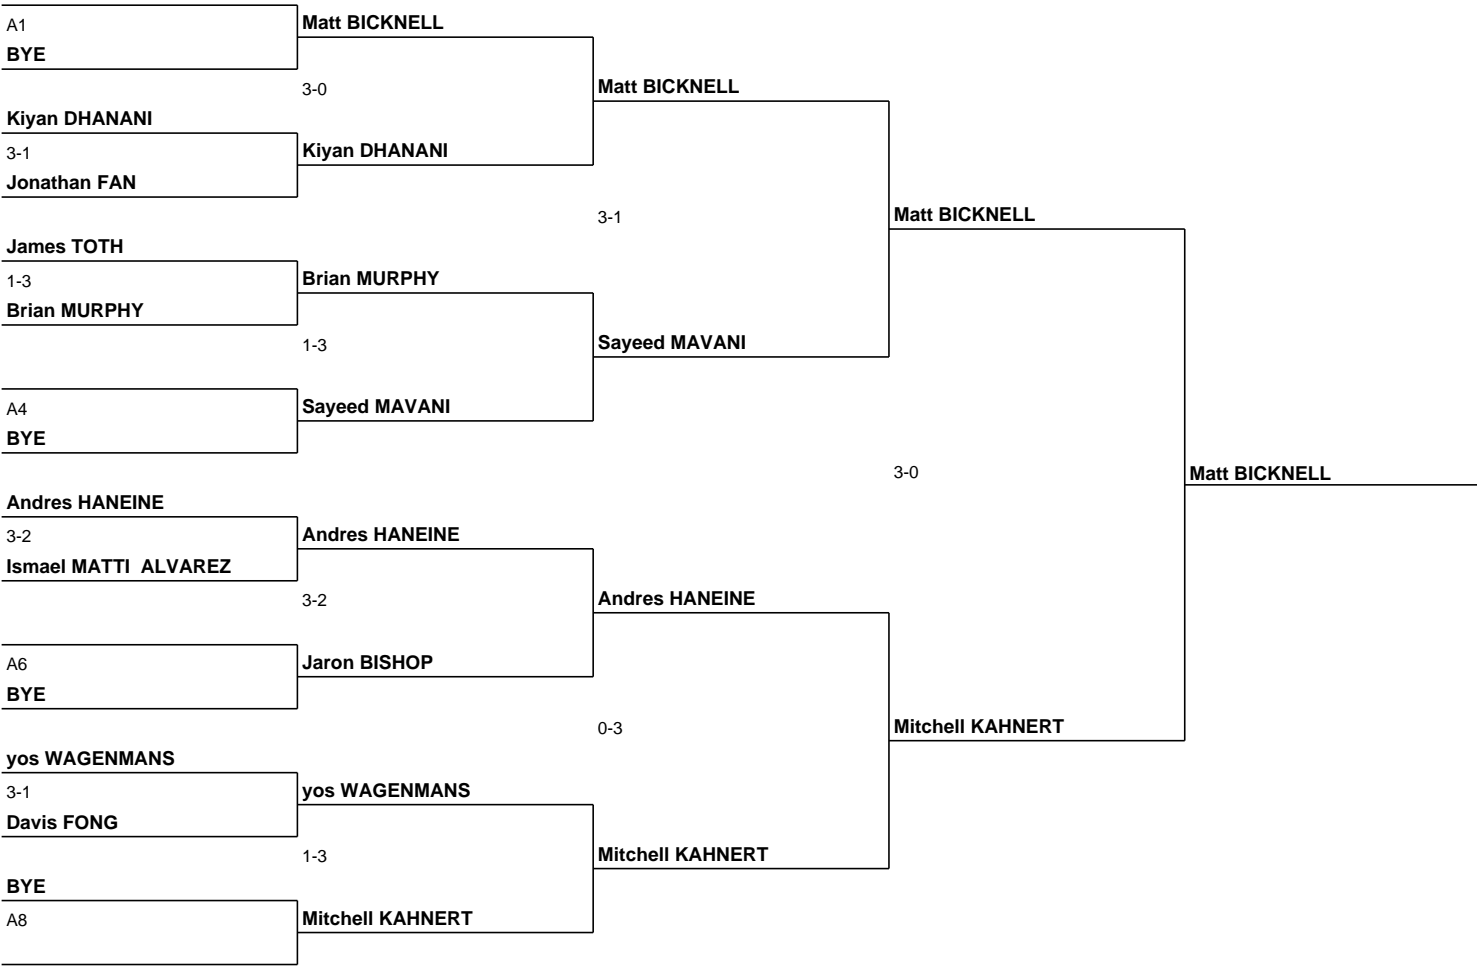 A1
BYE
Matt BICKNELL
3-0
Matt BICKNELL
Kiyan DHANANI
3-1
Jonathan FAN
Kiyan DHANANI
3-1
Matt BICKNELL
James TOTH
1-3
Brian MURPHY
Brian MURPHY
1-3
Sayeed MAVANI
A4
BYE
Sayeed MAVANI
3-0
Matt BICKNELL
Andres HANEINE
3-2
Ismael MATTI  ALVAREZ
Andres HANEINE
3-2
Andres HANEINE
A6
BYE
Jaron BISHOP
0-3
Mitchell KAHNERT
yos WAGENMANS
3-1
Davis FONG
yos WAGENMANS
1-3
Mitchell KAHNERT
BYE
A8
Mitchell KAHNERT